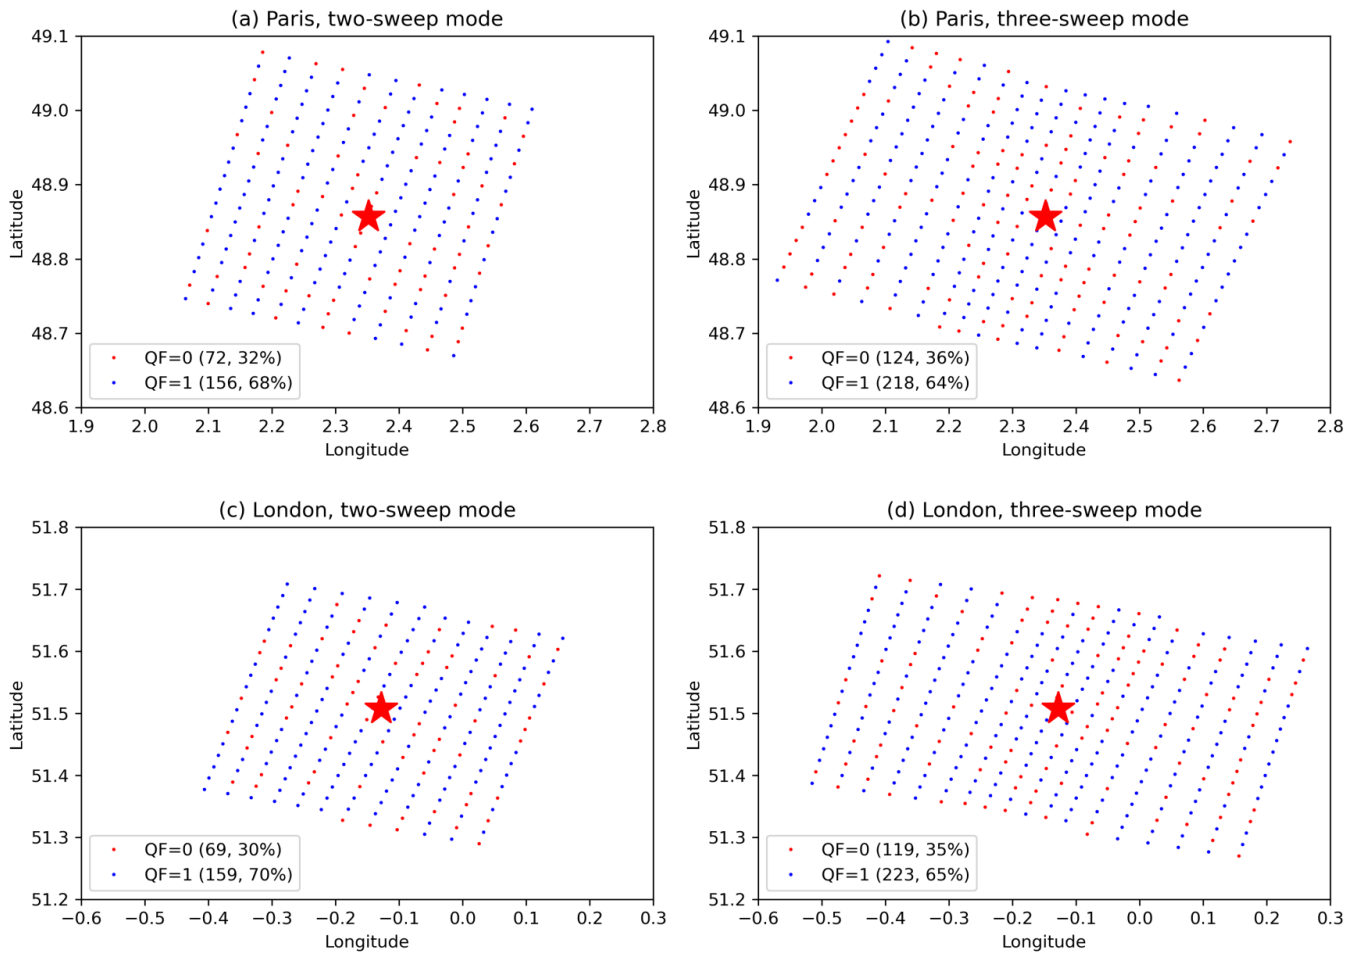 (a) Paris, two-sweep mode
49.1
49.0
48.9
48.8
48.7
48.6
Latitude
QF=0 (72, 32%)
QF=1 (156, 68%)
1.9 2.0 2.1 2.2 2.3 2.4 2.5 2.6 2.7 2.8
Longitude
(b) Paris, three-sweep mode
49.1
49.0
48.9
48.8
48.7
48.6
Latitude
QF=0 (124, 36%)
QF=1 (218, 64%)
1.9 2.0 2.1 2.2 2.3 2.4 2.5 2.6 2.7 2.8
Longitude
(c) London, two-sweep mode
51.8
51.7
51.6
51.5
51.4
51.3
51.2
Latitude
QF=0 (69, 30%)
QF=1 (159, 70%)
−0.6 −0.5 −0.4 −0.3 −0.2 −0.1 0.0 0.1 0.2 0.3
Longitude
(d) London, three-sweep mode
51.8
51.7
51.6
51.5
51.4
51.3
51.2
Latitude
QF=0 (119, 35%)
QF=1 (223, 65%)
−0.6 −0.5 −0.4 −0.3 −0.2 −0.1 0.0 0.1 0.2 0.3
Longitude